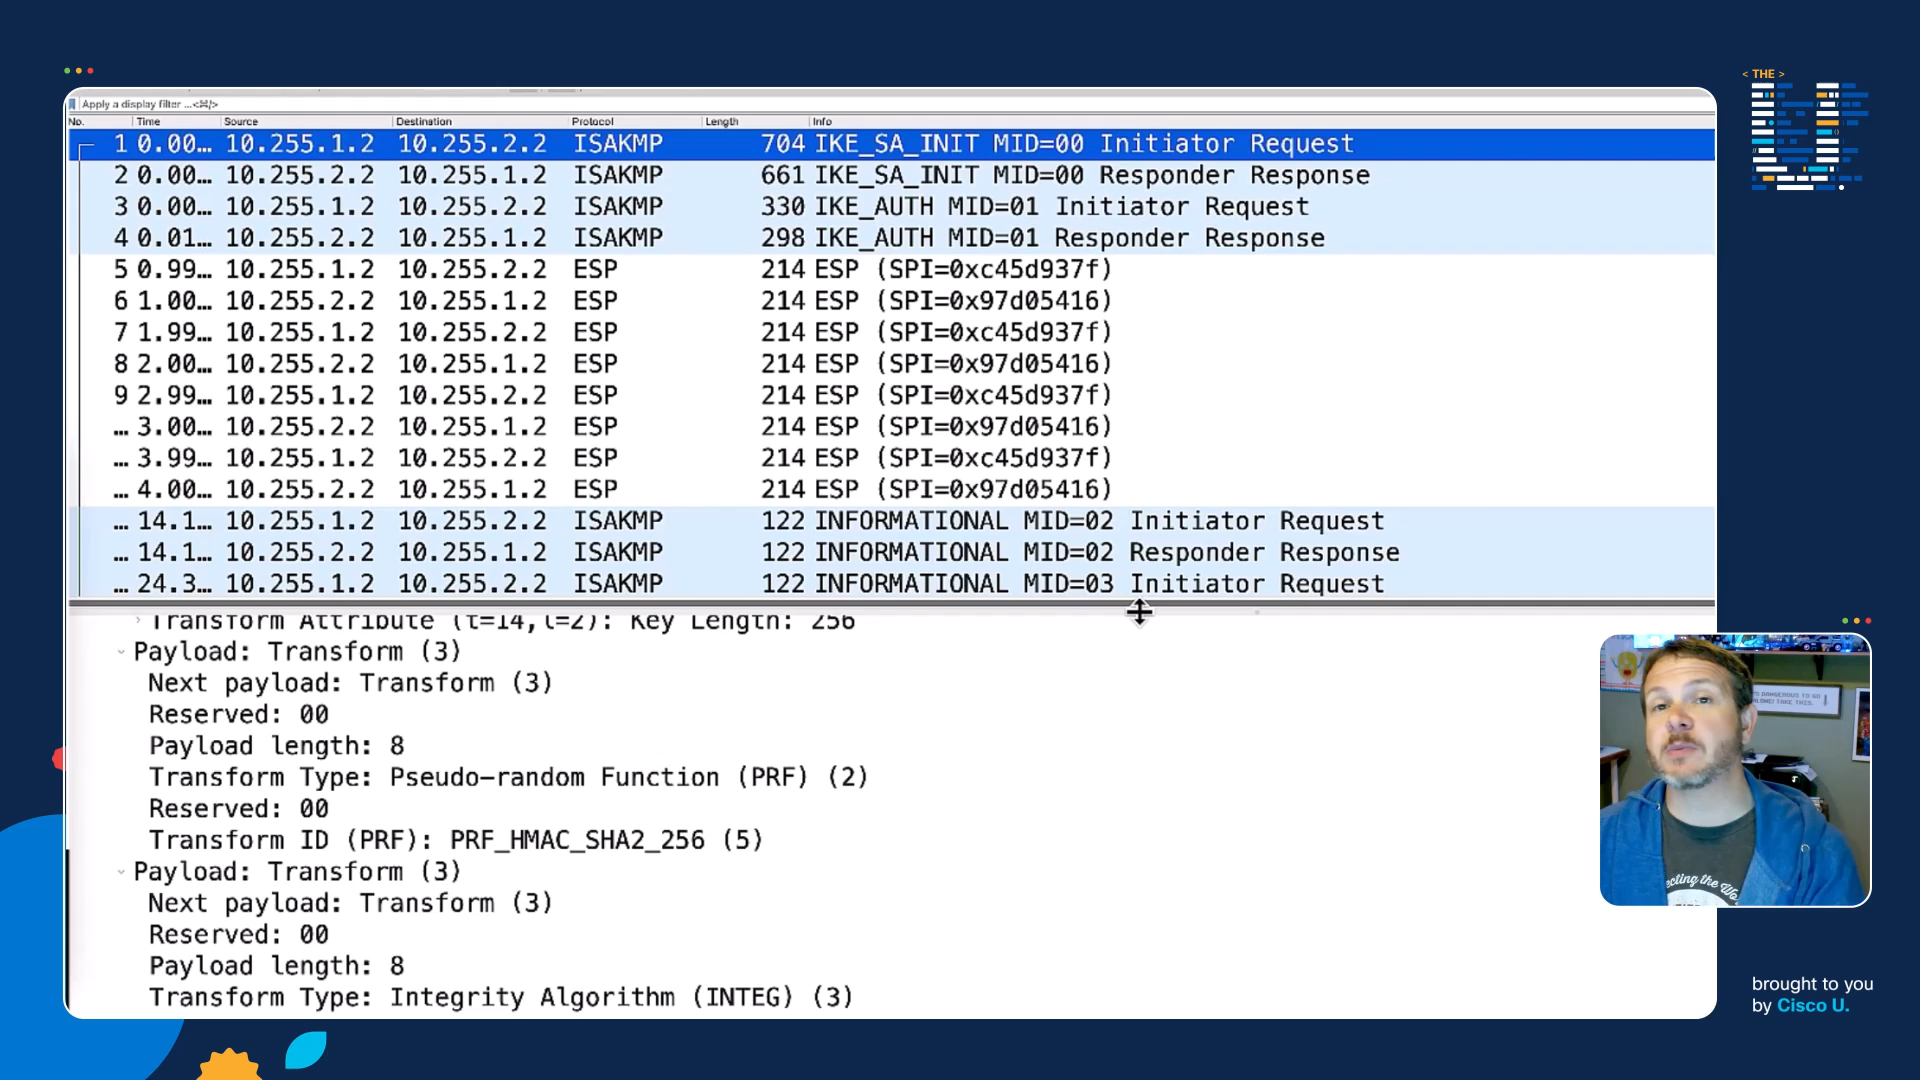 < THE >
Apply a display filter ... <⌘/>
No. Time Source Destination Protocol Length Info
1 0.00… 10.255.1.2 10.255.2.2 ISAKMP 704 IKE_SA_INIT MID=00 Initiator Request
2 0.00… 10.255.2.2 10.255.1.2 ISAKMP 661 IKE_SA_INIT MID=00 Responder Response
3 0.00… 10.255.1.2 10.255.2.2 ISAKMP 330 IKE_AUTH MID=01 Initiator Request
4 0.01… 10.255.2.2 10.255.1.2 ISAKMP 298 IKE_AUTH MID=01 Responder Response
5 0.99… 10.255.1.2 10.255.2.2 ESP 214 ESP (SPI=0xc45d937f)
6 1.00… 10.255.2.2 10.255.1.2 ESP 214 ESP (SPI=0x97d05416)
7 1.99… 10.255.1.2 10.255.2.2 ESP 214 ESP (SPI=0xc45d937f)
8 2.00… 10.255.2.2 10.255.1.2 ESP 214 ESP (SPI=0x97d05416)
9 2.99… 10.255.1.2 10.255.2.2 ESP 214 ESP (SPI=0xc45d937f)
… 3.00… 10.255.2.2 10.255.1.2 ESP 214 ESP (SPI=0x97d05416)
… 3.99… 10.255.1.2 10.255.2.2 ESP 214 ESP (SPI=0xc45d937f)
… 4.00… 10.255.2.2 10.255.1.2 ESP 214 ESP (SPI=0x97d05416)
… 14.1… 10.255.1.2 10.255.2.2 ISAKMP 122 INFORMATIONAL MID=02 Initiator Request
… 14.1… 10.255.2.2 10.255.1.2 ISAKMP 122 INFORMATIONAL MID=02 Responder Response
… 24.3… 10.255.1.2 10.255.2.2 ISAKMP 122 INFORMATIONAL MID=03 Initiator Request
Transform Attribute (t=14,l=2): Key Length: 256
Payload: Transform (3)
Next payload: Transform (3)
Reserved: 00
Payload length: 8
Transform Type: Pseudo-random Function (PRF) (2)
Reserved: 00
Transform ID (PRF): PRF_HMAC_SHA2_256 (5)
Payload: Transform (3)
Next payload: Transform (3)
Reserved: 00
Payload length: 8
Transform Type: Integrity Algorithm (INTEG) (3)
DANGEROUS TO GO
ALONE! TAKE THIS.
ecting the Wo
brought to you
by Cisco U.